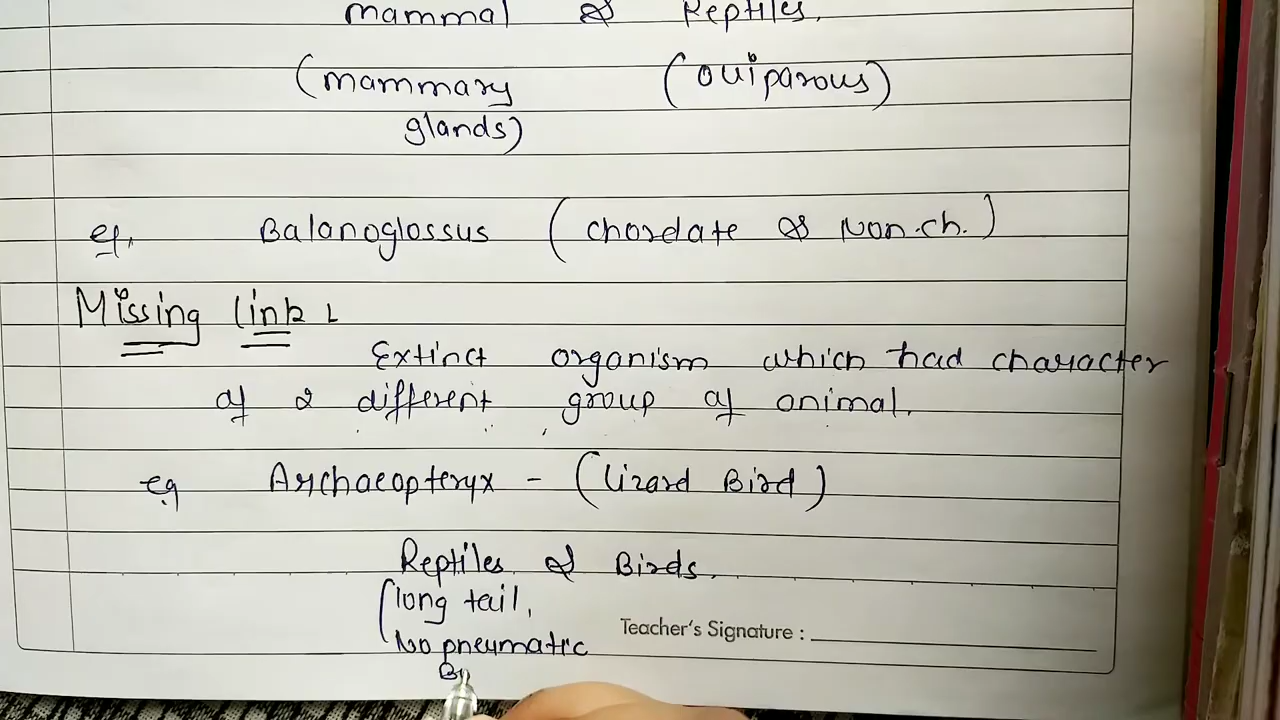 mammal & Reptiles.
(mammary (oviparous)
glands)
eg. Balanoglossus (chordate & Non.ch.)
Missing link
Extinct organism which had character
of 2 different group of animal.
eg Archaeopteryx - (lizard Bird)
Reptiles & Birds.
(long tail,
Teacher's Signature :
No pneumatic